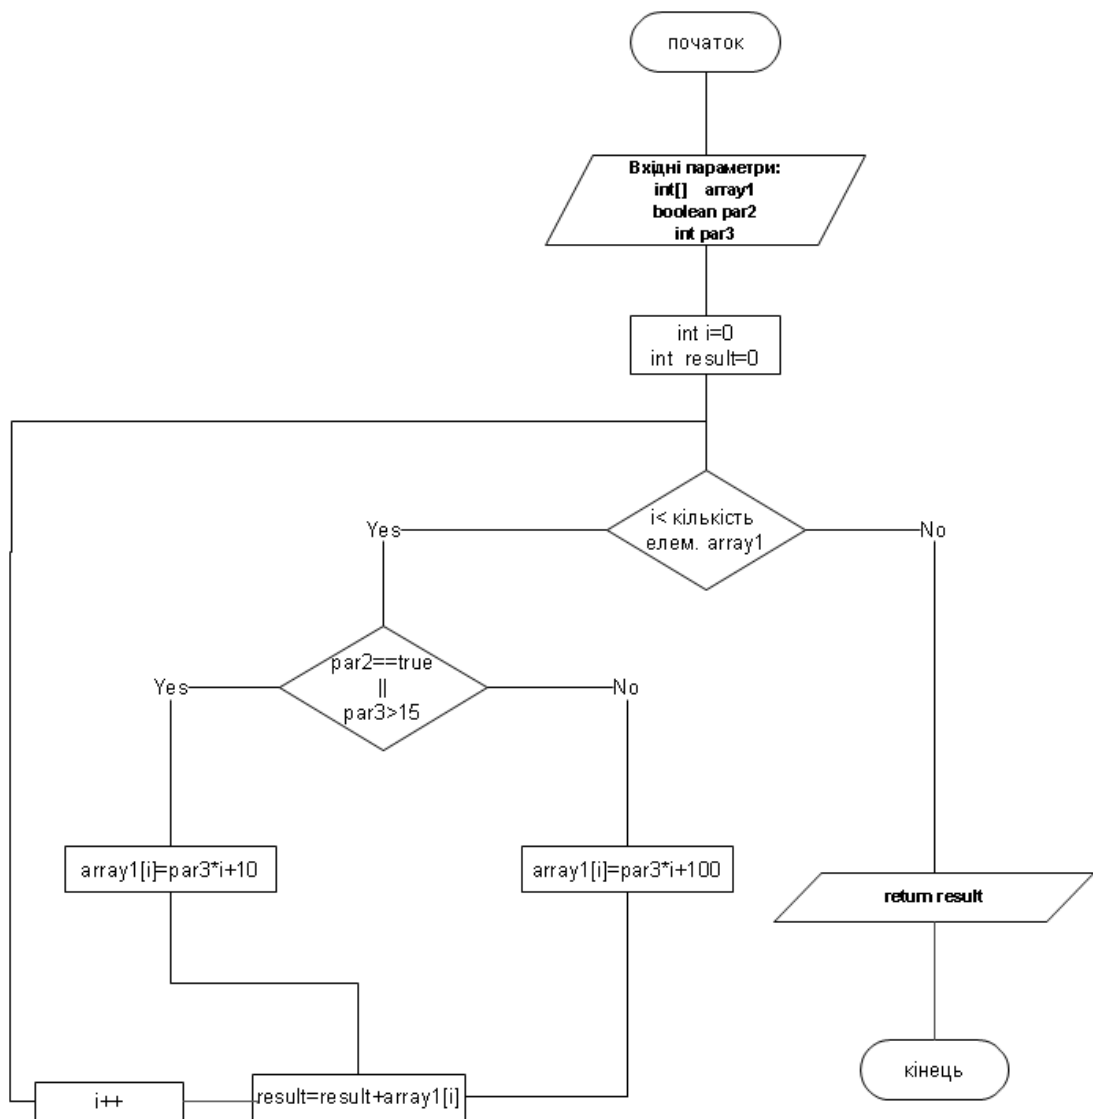 початок
Вхідні параметри:
int[] array1
boolean par2
int par3
int i=0
int result=0
i< кількість
елем. array1
Yes
No
par2==true
||
par3>15
Yes
No
array1[i]=par3*i+10
array1[i]=par3*i+100
return result
result=result+array1[i]
i++
кінець